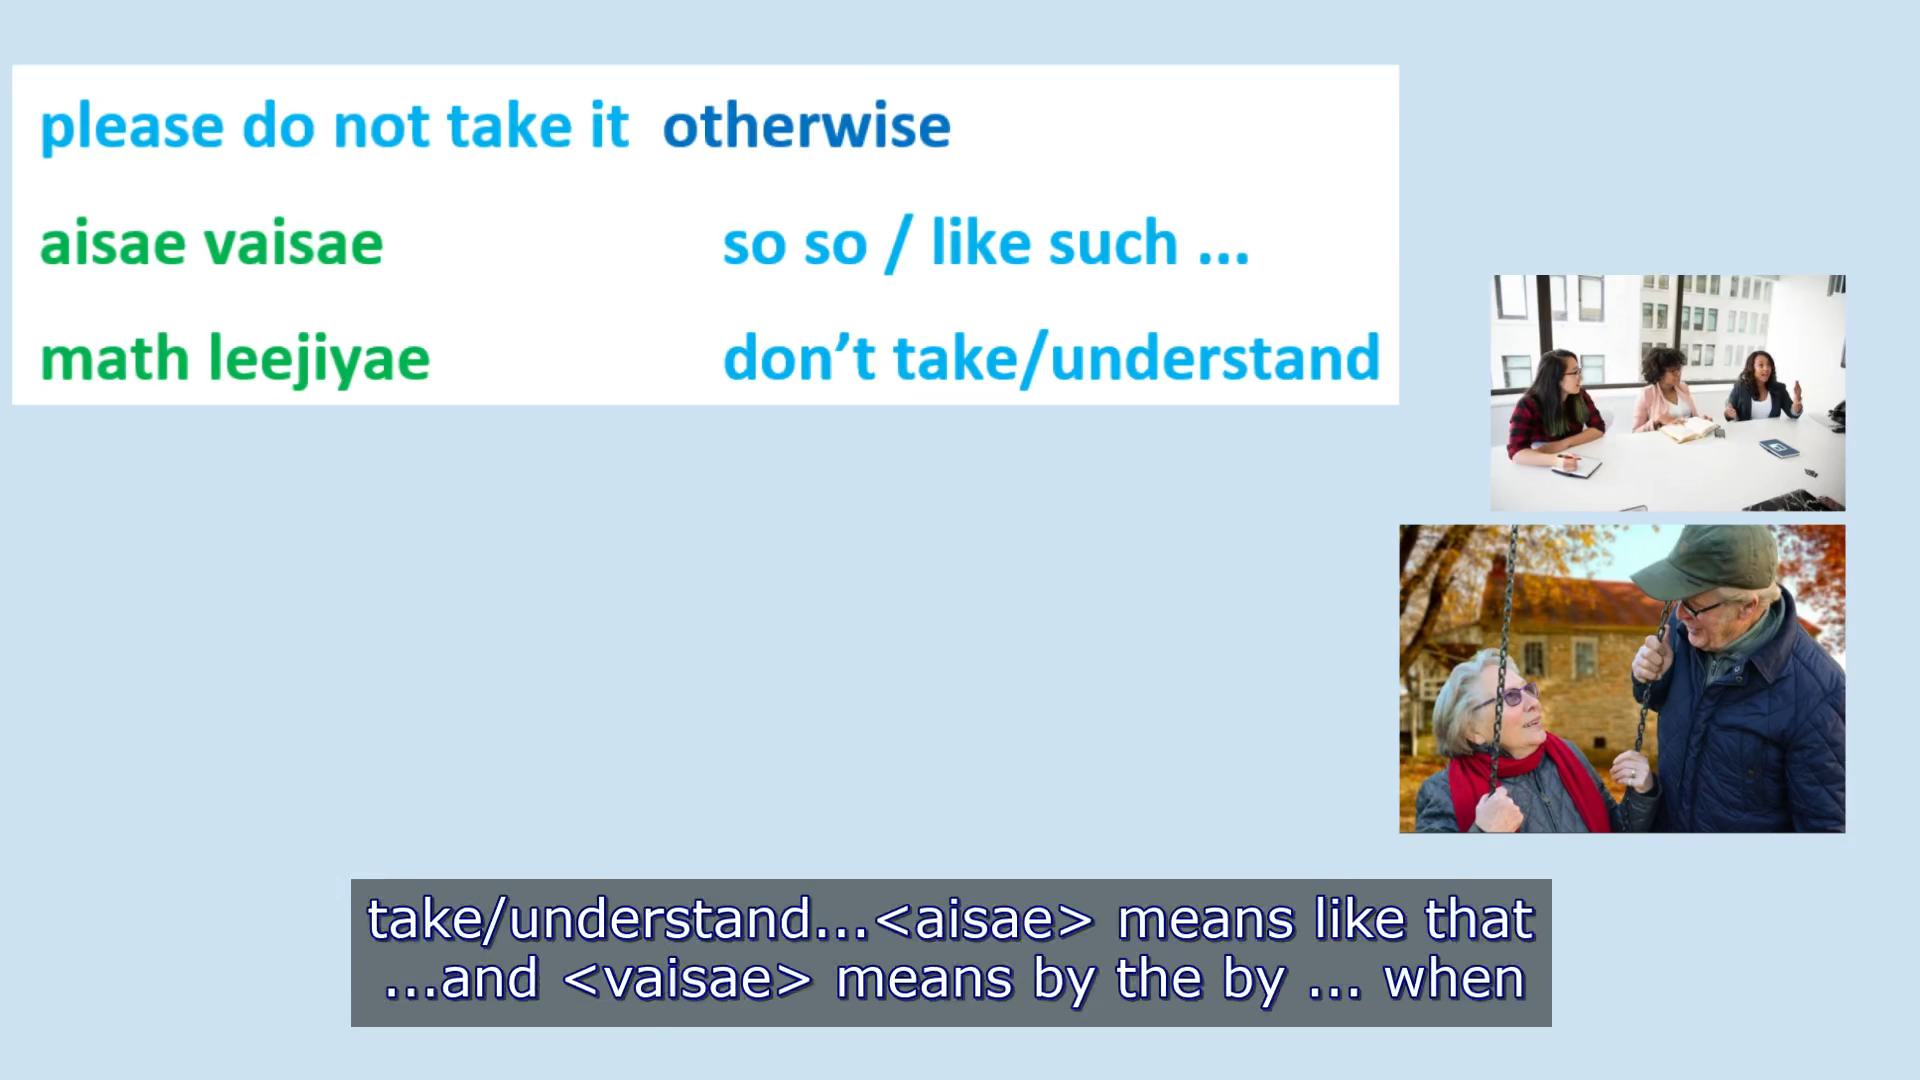 please do not take it otherwise
aisae vaisae so so / like such ...
math leejiyae don't take/understand
take/understand...<aisae> means like that
...and <vaisae> means by the by ... when